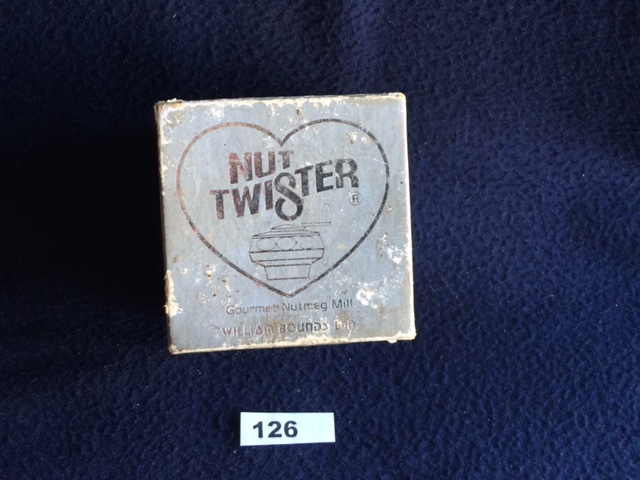 NUT
TWISTER
®
Gourmet Nutmeg Mill
WILLIAM BOUNDS LTD.
126